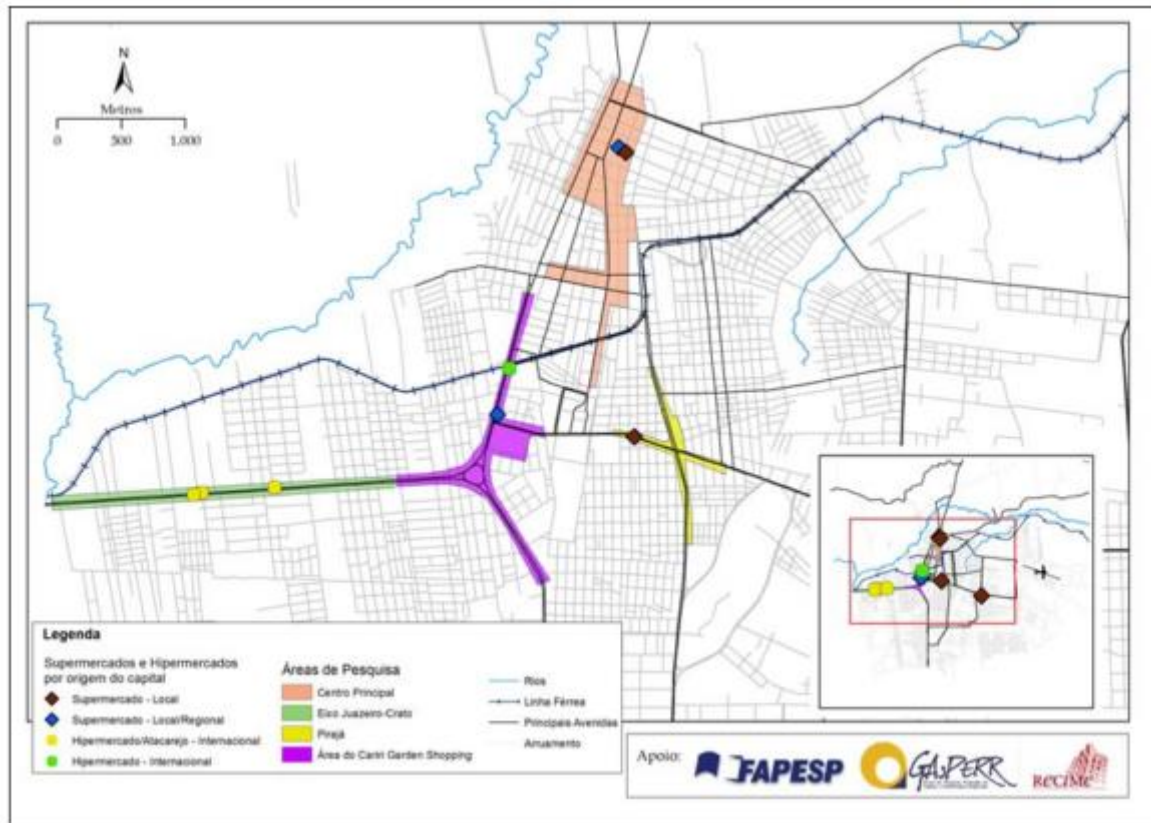 N
Metros
0 500 1.000
Legenda
Supermercados e Hipermercados
por origem do capital
Supermercado - Local
Supermercado - Local/Regional
Hipermercado/Atacarejo - Internacional
Hipermercado - Internacional
Áreas de Pesquisa
Centro Principal
Eixo Juazeiro-Crato
Pirajá
Área do Cariri Garden Shopping
Rios
Linha Férrea
Principais Avenidas
Arruamento
Apoio:
FAPESP
GAsPERR
ReCiMe